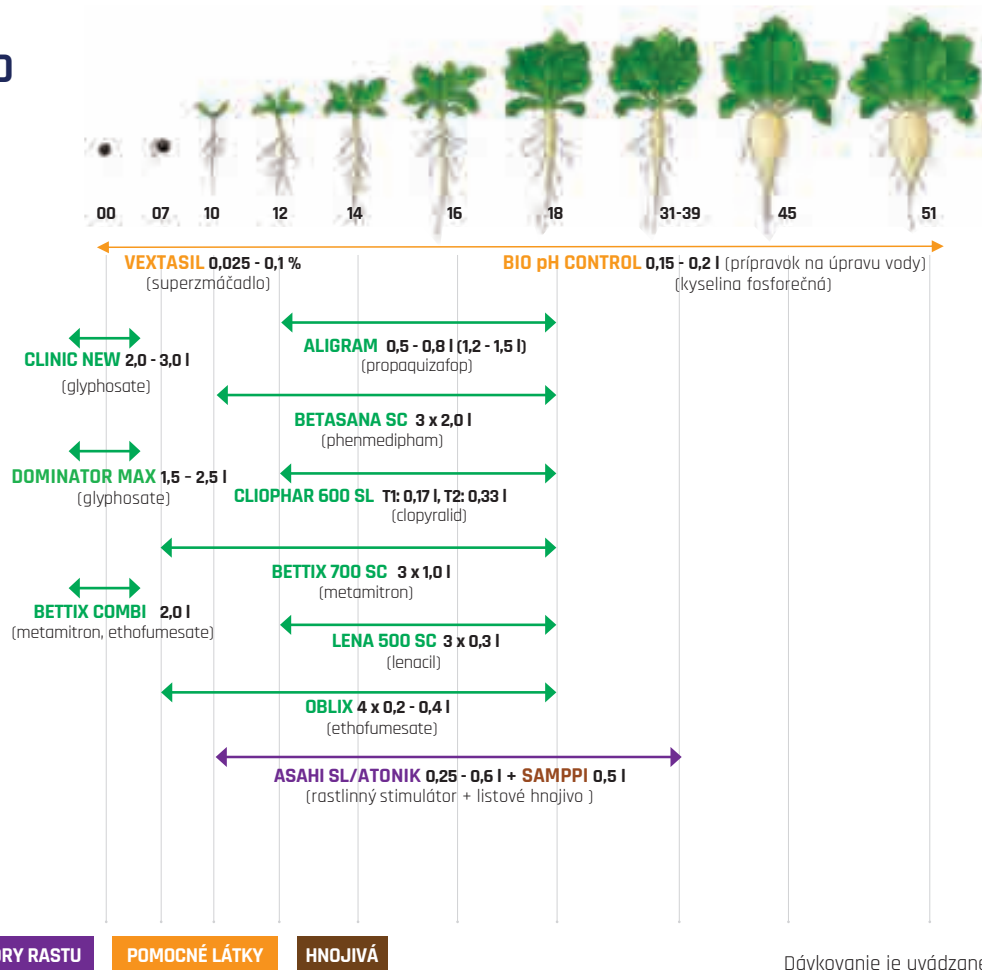 00 07 10 12 14 16 18 31-39 45 51
VEXTASIL 0,025 - 0,1 %
(superzmáčadlo)
BIO pH CONTROL 0,15 - 0,2 l (prípravok na úpravu vody)
(kyselina fosforečná)
CLINIC NEW 2,0 - 3,0 l
(glyphosate)
ALIGRAM 0,5 - 0,8 l (1,2 - 1,5 l)
(propaquizafop)
BETASANA SC 3 x 2,0 l
(phenmedipham)
DOMINATOR MAX 1,5 – 2,5 l
(glyphosate)
CLIOPHAR 600 SL T1: 0,17 l, T2: 0,33 l
(clopyralid)
BETTIX 700 SC 3 x 1,0 l
(metamitron)
BETTIX COMBI 2,0 l
(metamitron, ethofumesate)
LENA 500 SC 3 x 0,3 l
(lenacil)
OBLIX 4 x 0,2 - 0,4 l
(ethofumesate)
ASAHI SL/ATONIK 0,25 - 0,6 l + SAMPPI 0,5 l
(rastlinný stimulátor + listové hnojivo )
RY RASTU
POMOCNÉ LÁTKY
HNOJIVÁ
Dávkovanie je uvádzané